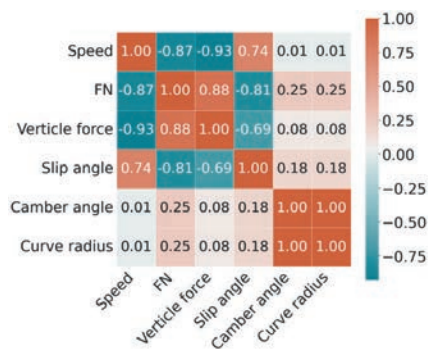 Speed 1.00 -0.87 -0.93 0.74 0.01 0.01
FN -0.87 1.00 0.88 -0.81 0.25 0.25
Verticle force -0.93 0.88 1.00 -0.69 0.08 0.08
Slip angle 0.74 -0.81 -0.69 1.00 0.18 0.18
Camber angle 0.01 0.25 0.08 0.18 1.00 1.00
Curve radius 0.01 0.25 0.08 0.18 1.00 1.00
Speed
FN
Verticle force
Slip angle
Camber angle
Curve radius
1.00
0.75
0.50
0.25
0.00
−0.25
−0.50
−0.75